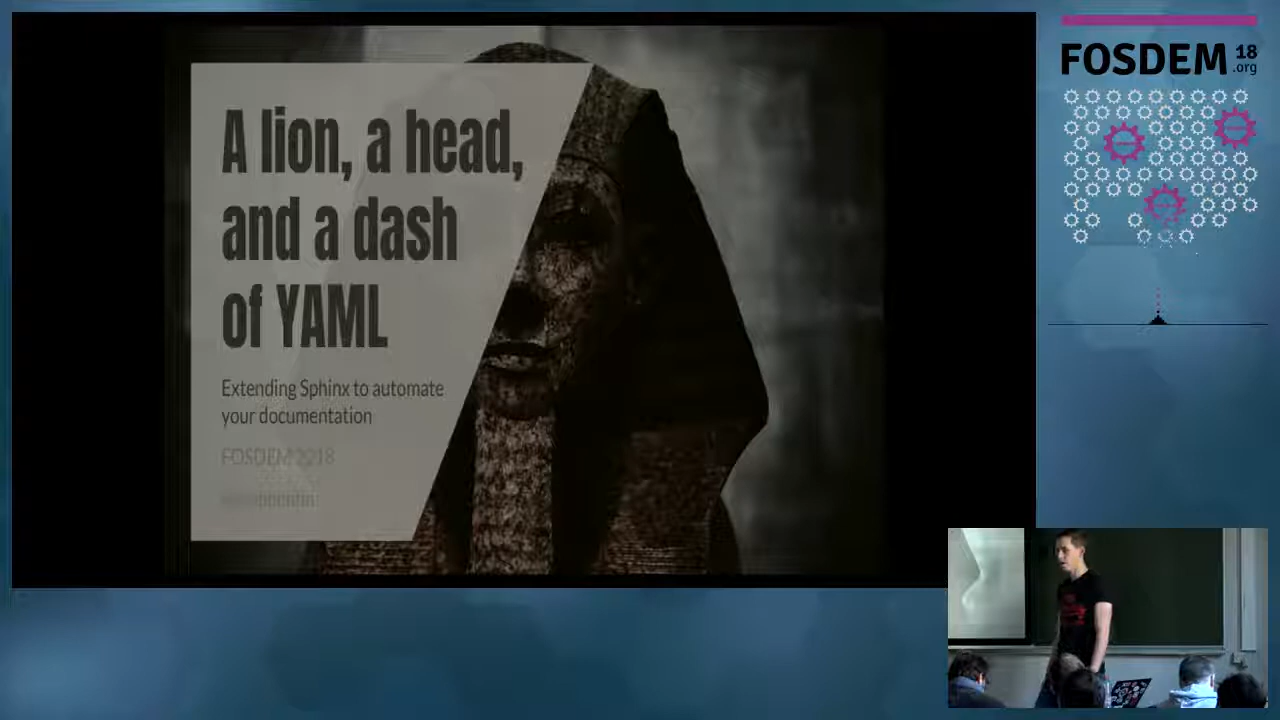 A lion, a head,
and a dash
of YAML
Extending Sphinx to automate
your documentation
FOSDEM 2018
FOSDEM 18
.org